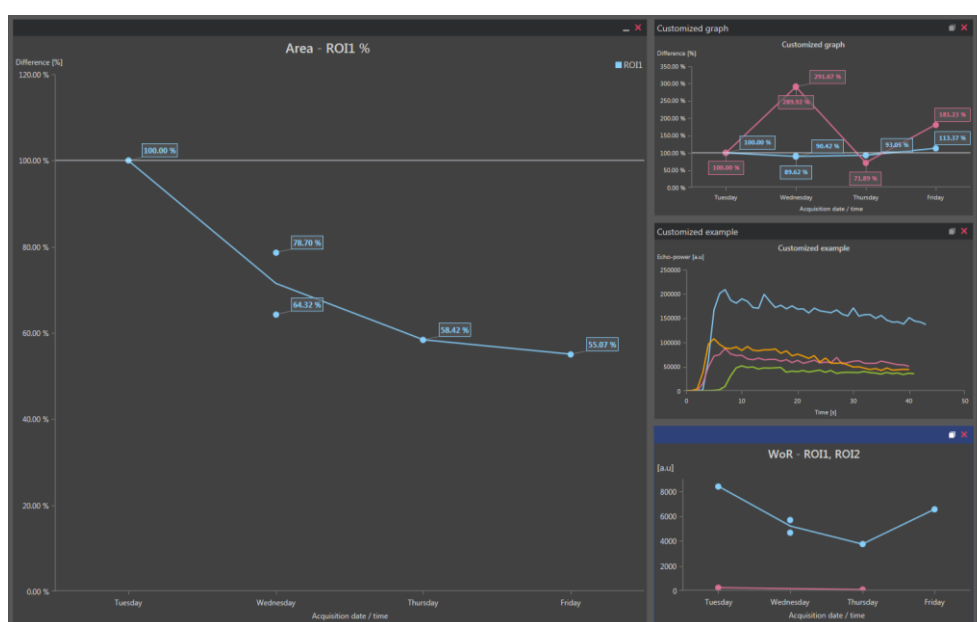 Area - ROI1 %
Difference [%]
ROI1
120.00 %
100.00 %
80.00 %
60.00 %
40.00 %
20.00 %
0.00 %
100.00 %
78.70 %
64.32 %
58.42 %
55.07 %
Tuesday
Wednesday
Thursday
Friday
Acquisition date / time
Customized graph
Customized graph
Difference [%]
350.00 %
300.00 %
250.00 %
200.00 %
150.00 %
100.00 %
50.00 %
0.00 %
291.07 %
289.92 %
181.23 %
100.00 %
90.42 %
93.05 %
113.37 %
100.00 %
89.62 %
71.89 %
Tuesday
Wednesday
Thursday
Friday
Acquisition date / time
Customized example
Customized example
Echo-power [a.u]
250000
200000
150000
100000
50000
0
0
10
20
30
40
50
Time [s]
WoR - ROI1, ROI2
[a.u]
8000
6000
4000
2000
0
Tuesday
Wednesday
Thursday
Friday
Acquisition date / time